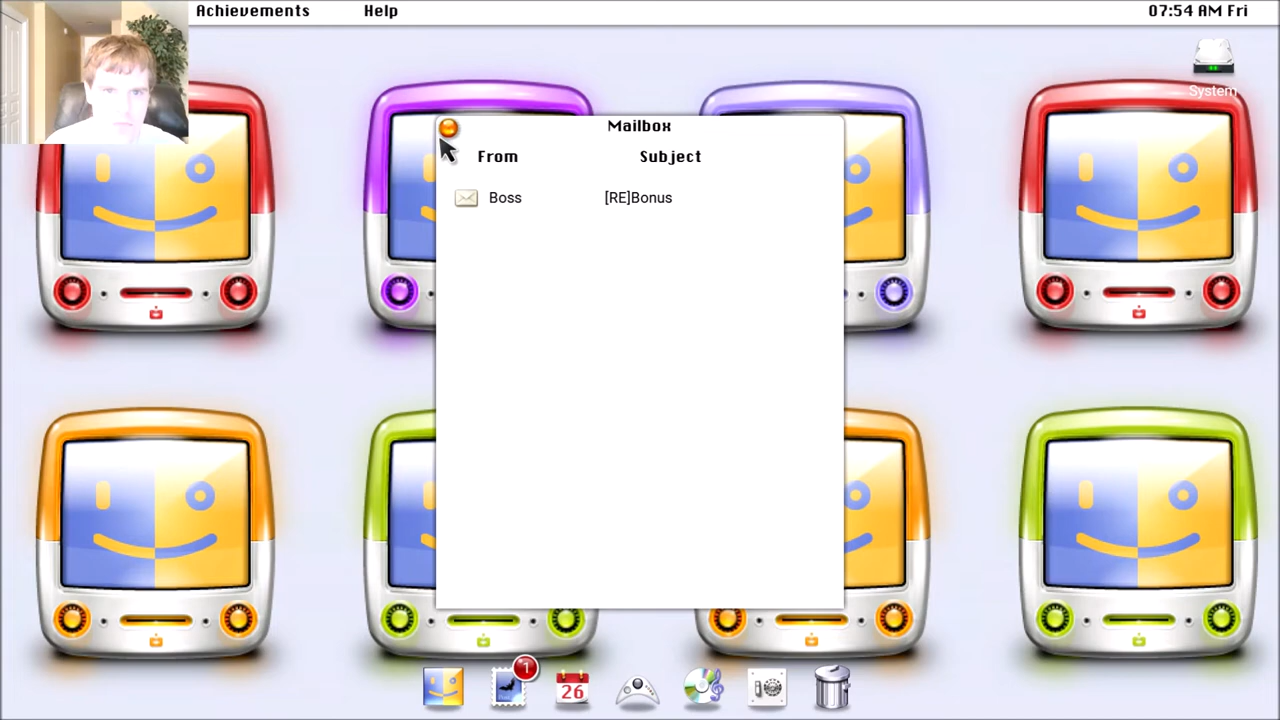 Achievements Help 07:54 AM Fri
System
Mailbox
From Subject
Boss [RE]Bonus
1
26